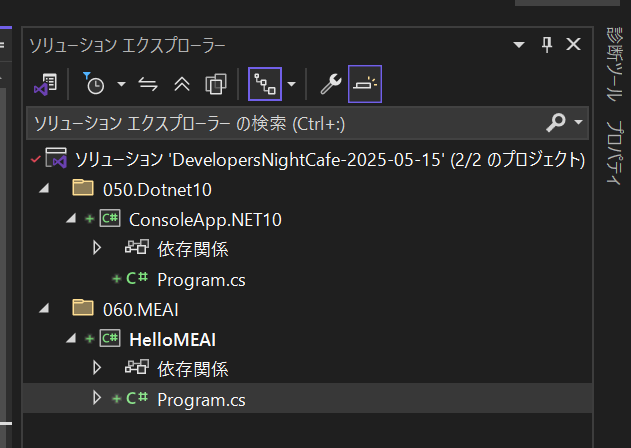 ソリューション エクスプローラー
ソリューション エクスプローラー の検索 (Ctrl+:)
ソリューション 'DevelopersNightCafe-2025-05-15' (2/2 のプロジェクト)
050.Dotnet10
C# ConsoleApp.NET10
依存関係
C# Program.cs
060.MEAI
C# HelloMEAI
依存関係
C# Program.cs
診断ツール
プロパティ